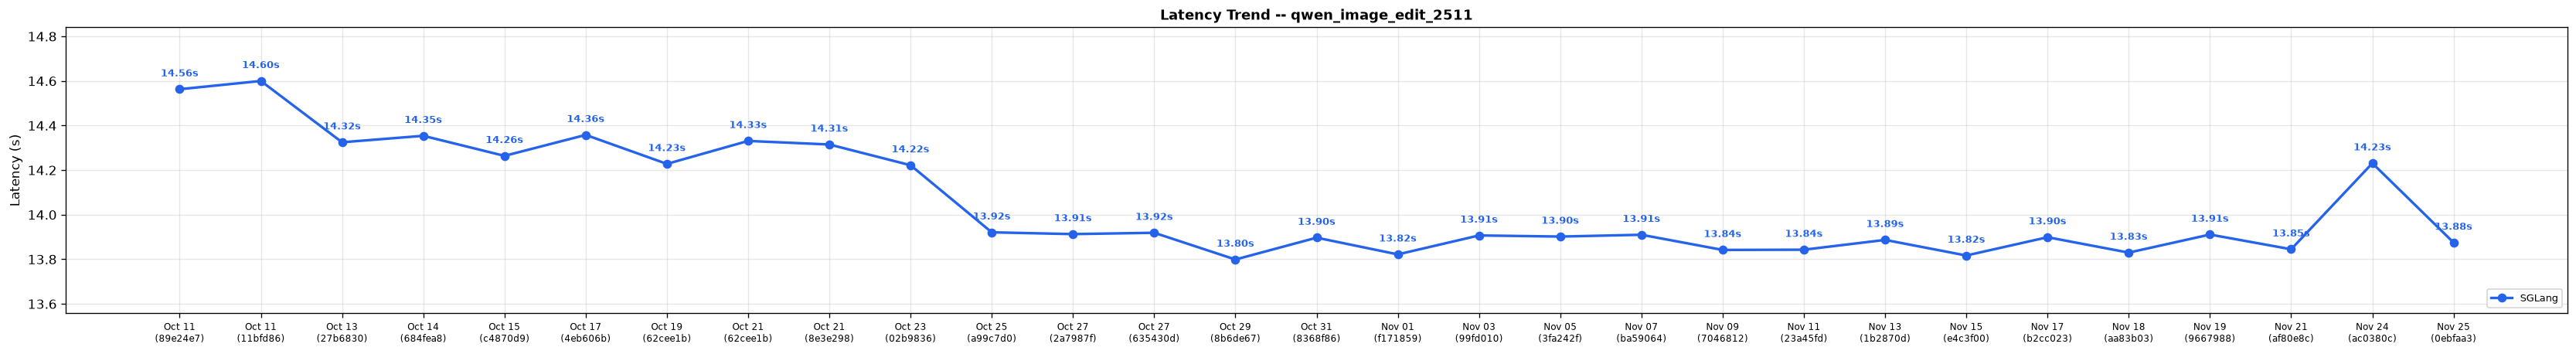 Latency Trend -- qwen_image_edit_2511
Latency (s)
14.8
14.6
14.4
14.2
14.0
13.8
13.6
14.56s
14.60s
14.32s
14.35s
14.26s
14.36s
14.23s
14.33s
14.31s
14.22s
13.92s
13.91s
13.92s
13.80s
13.90s
13.82s
13.91s
13.90s
13.91s
13.84s
13.84s
13.89s
13.82s
13.90s
13.83s
13.91s
13.85s
14.23s
13.88s
SGLang
Oct 11
(89e24e7)
Oct 11
(11bfd86)
Oct 13
(27b6830)
Oct 14
(684fea8)
Oct 15
(c4870d9)
Oct 17
(4eb606b)
Oct 19
(62cee1b)
Oct 21
(62cee1b)
Oct 21
(8e3e298)
Oct 23
(02b9836)
Oct 25
(a99c7d0)
Oct 27
(2a7987f)
Oct 27
(635430d)
Oct 29
(8b6de67)
Oct 31
(8368f86)
Nov 01
(f171859)
Nov 03
(99fd010)
Nov 05
(3fa242f)
Nov 07
(ba59064)
Nov 09
(7046812)
Nov 11
(23a45fd)
Nov 13
(1b2870d)
Nov 15
(e4c3f00)
Nov 17
(b2cc023)
Nov 18
(aa83b03)
Nov 19
(9667988)
Nov 21
(af80e8c)
Nov 24
(ac0380c)
Nov 25
(0ebfaa3)